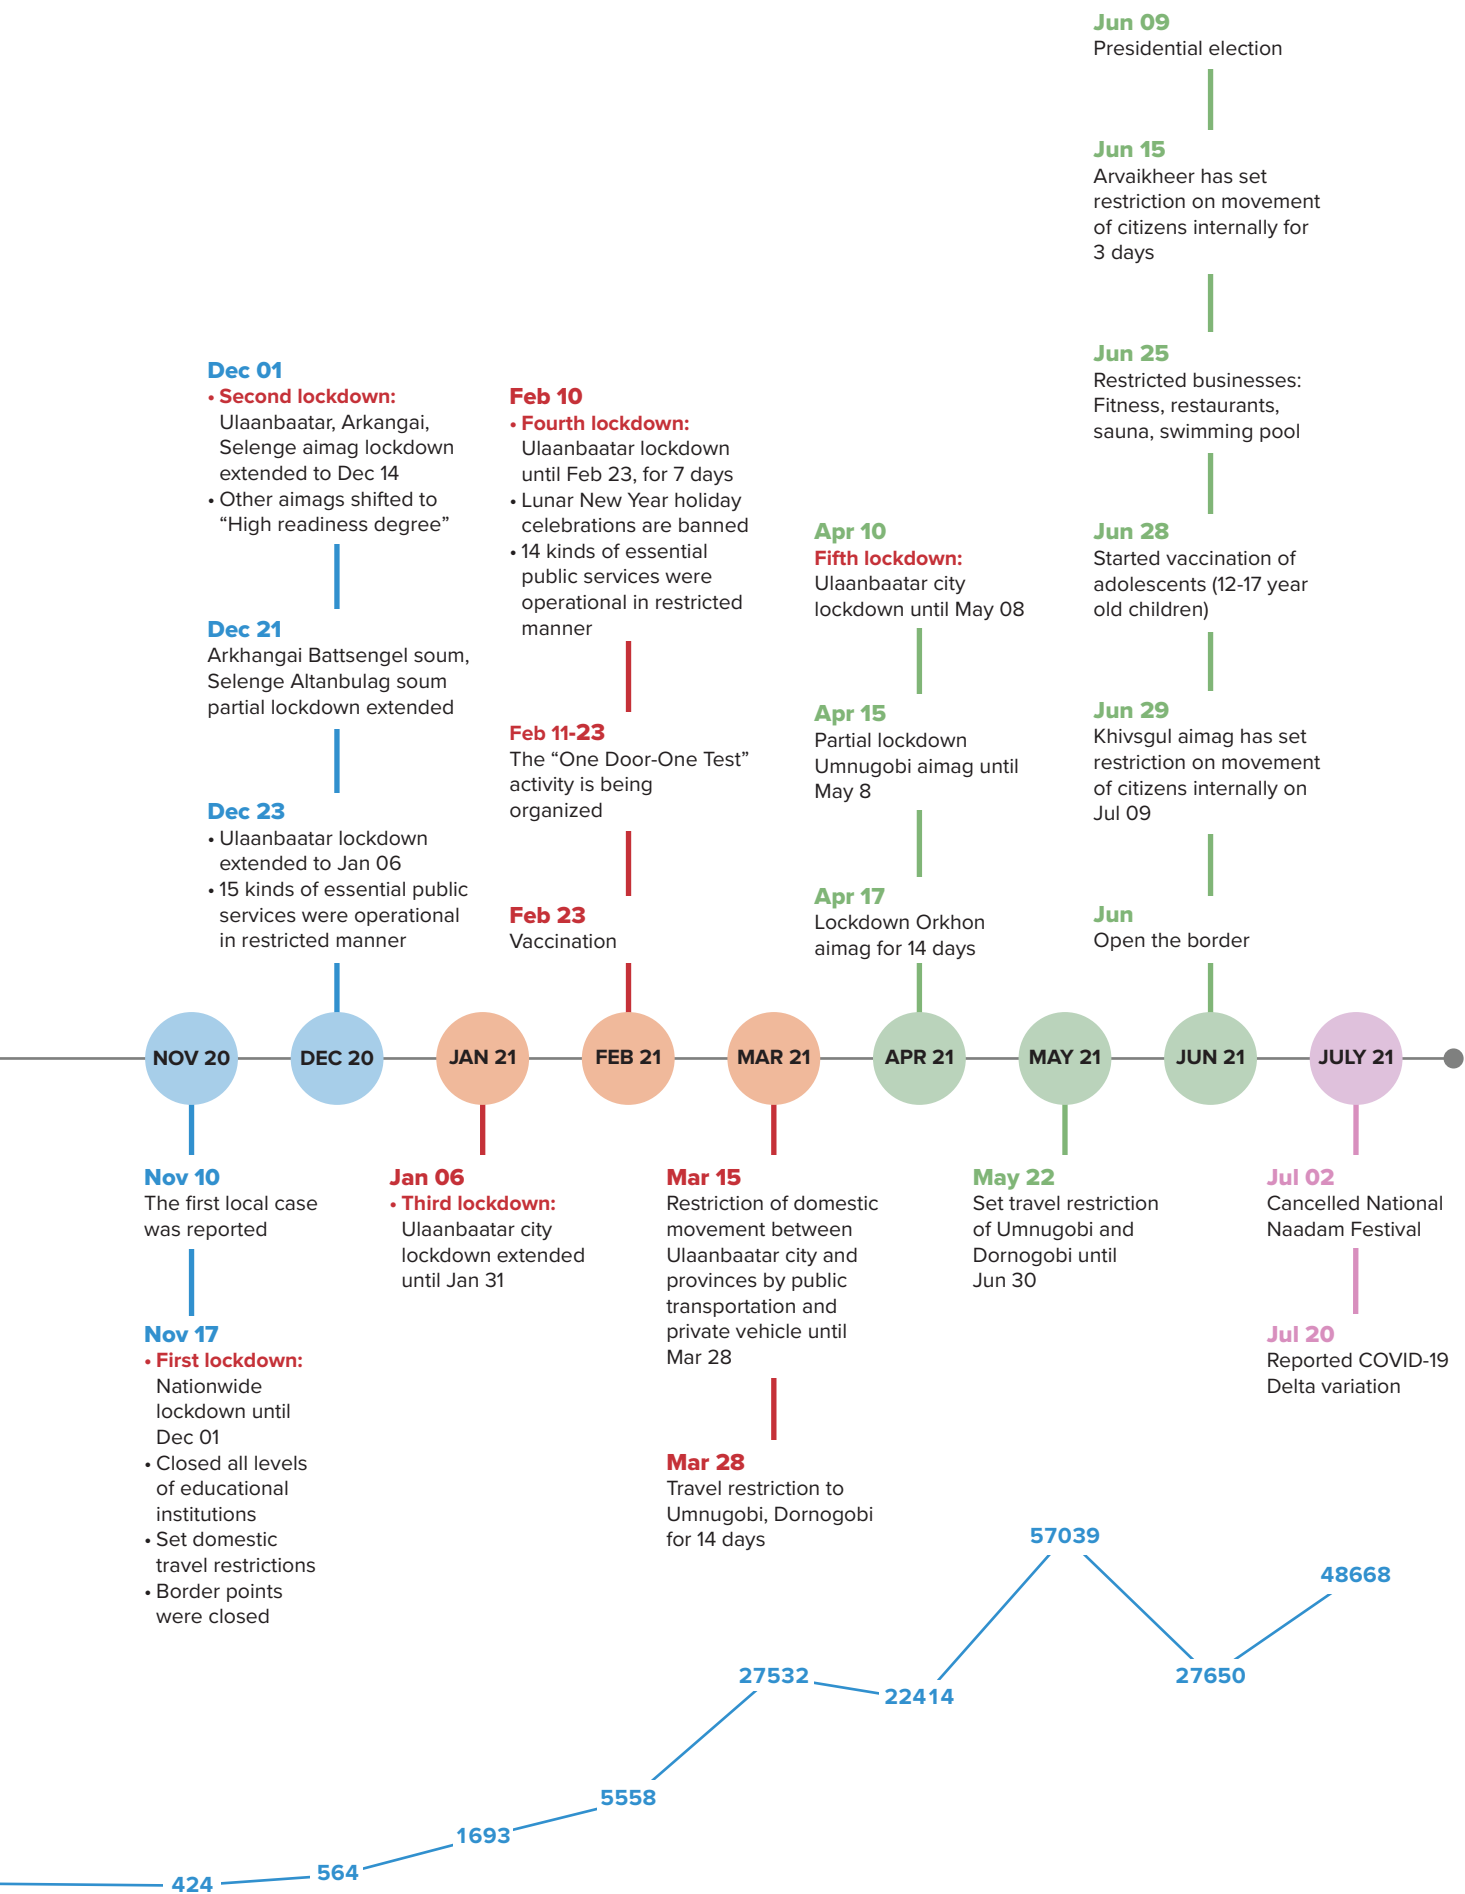 Jun 09
Presidential election
Jun 15
Arvaikheer has set
restriction on movement
of citizens internally for
3 days
Jun 25
Restricted businesses:
Fitness, restaurants,
sauna, swimming pool
Jun 28
Started vaccination of
adolescents (12-17 year
old children)
Jun 29
Khivsgul aimag has set
restriction on movement
of citizens internally on
Jul 09
Jun
Open the border
Dec 01
• Second lockdown:
Ulaanbaatar, Arkangai,
Selenge aimag lockdown
extended to Dec 14
• Other aimags shifted to
“High readiness degree”
Dec 21
Arkhangai Battsengel soum,
Selenge Altanbulag soum
partial lockdown extended
Dec 23
• Ulaanbaatar lockdown
extended to Jan 06
• 15 kinds of essential public
services were operational
in restricted manner
Feb 10
• Fourth lockdown:
Ulaanbaatar lockdown
until Feb 23, for 7 days
• Lunar New Year holiday
celebrations are banned
• 14 kinds of essential
public services were
operational in restricted
manner
Feb 11-23
The “One Door-One Test”
activity is being
organized
Feb 23
Vaccination
Apr 10
Fifth lockdown:
Ulaanbaatar city
lockdown until May 08
Apr 15
Partial lockdown
Umnugobi aimag until
May 8
Apr 17
Lockdown Orkhon
aimag for 14 days
NOV 20
DEC 20
JAN 21
FEB 21
MAR 21
APR 21
MAY 21
JUN 21
JULY 21
Nov 10
The first local case
was reported
Nov 17
• First lockdown:
Nationwide
lockdown until
Dec 01
• Closed all levels
of educational
institutions
• Set domestic
travel restrictions
• Border points
were closed
Jan 06
• Third lockdown:
Ulaanbaatar city
lockdown extended
until Jan 31
Mar 15
Restriction of domestic
movement between
Ulaanbaatar city and
provinces by public
transportation and
private vehicle until
Mar 28
Mar 28
Travel restriction to
Umnugobi, Dornogobi
for 14 days
May 22
Set travel restriction
of Umnugobi and
Dornogobi until
Jun 30
Jul 02
Cancelled National
Naadam Festival
Jul 20
Reported COVID-19
Delta variation
424
564
1693
5558
27532
22414
57039
27650
48668